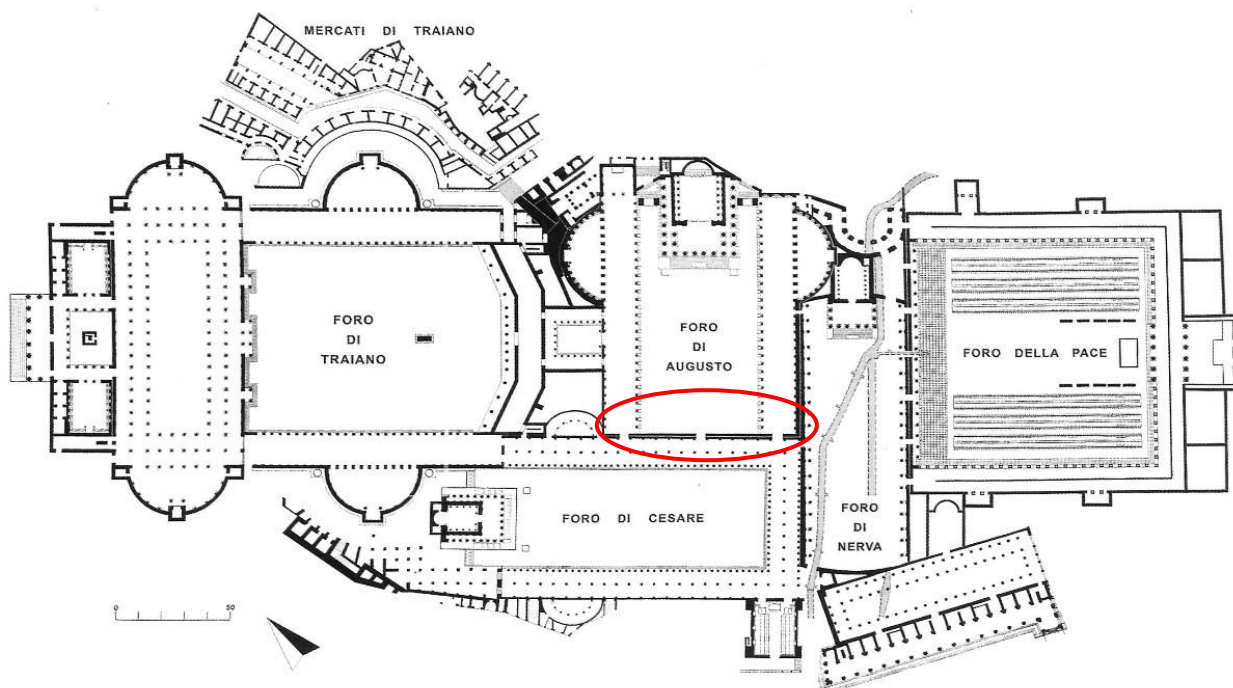 MERCATI DI TRAIANO
FORO
DI
TRAIANO
FORO
DI
AUGUSTO
FORO DELLA PACE
FORO DI CESARE
FORO
DI
NERVA
0 50